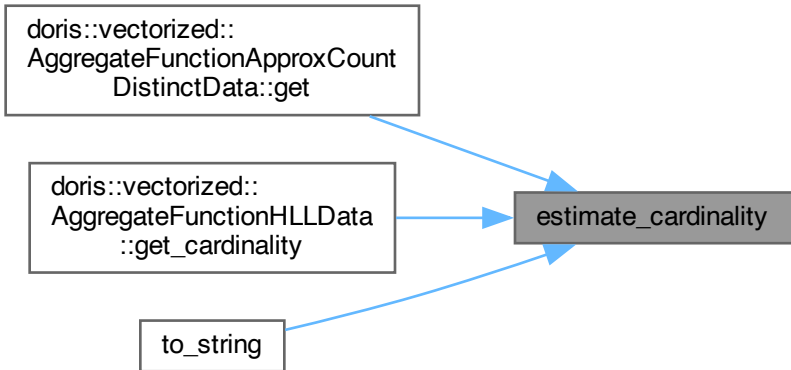 doris::vectorized::
AggregateFunctionApproxCount
DistinctData::get
doris::vectorized::
AggregateFunctionHLLData
::get_cardinality
estimate_cardinality
to_string